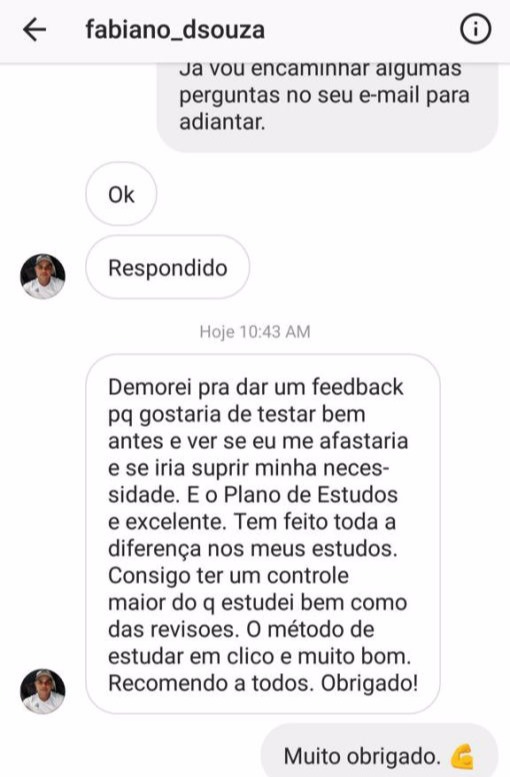 fabiano_dsouza
Já vou encaminhar algumas
perguntas no seu e-mail para
adiantar.
Ok
Respondido
Hoje 10:43 AM
Demorei pra dar um feedback
pq gostaria de testar bem
antes e ver se eu me afastaria
e se iria suprir minha neces-
sidade. E o Plano de Estudos
e excelente. Tem feito toda a
diferença nos meus estudos.
Consigo ter um controle
maior do q estudei bem como
das revisoes. O método de
estudar em clico e muito bom.
Recomendo a todos. Obrigado!
Muito obrigado. 💪